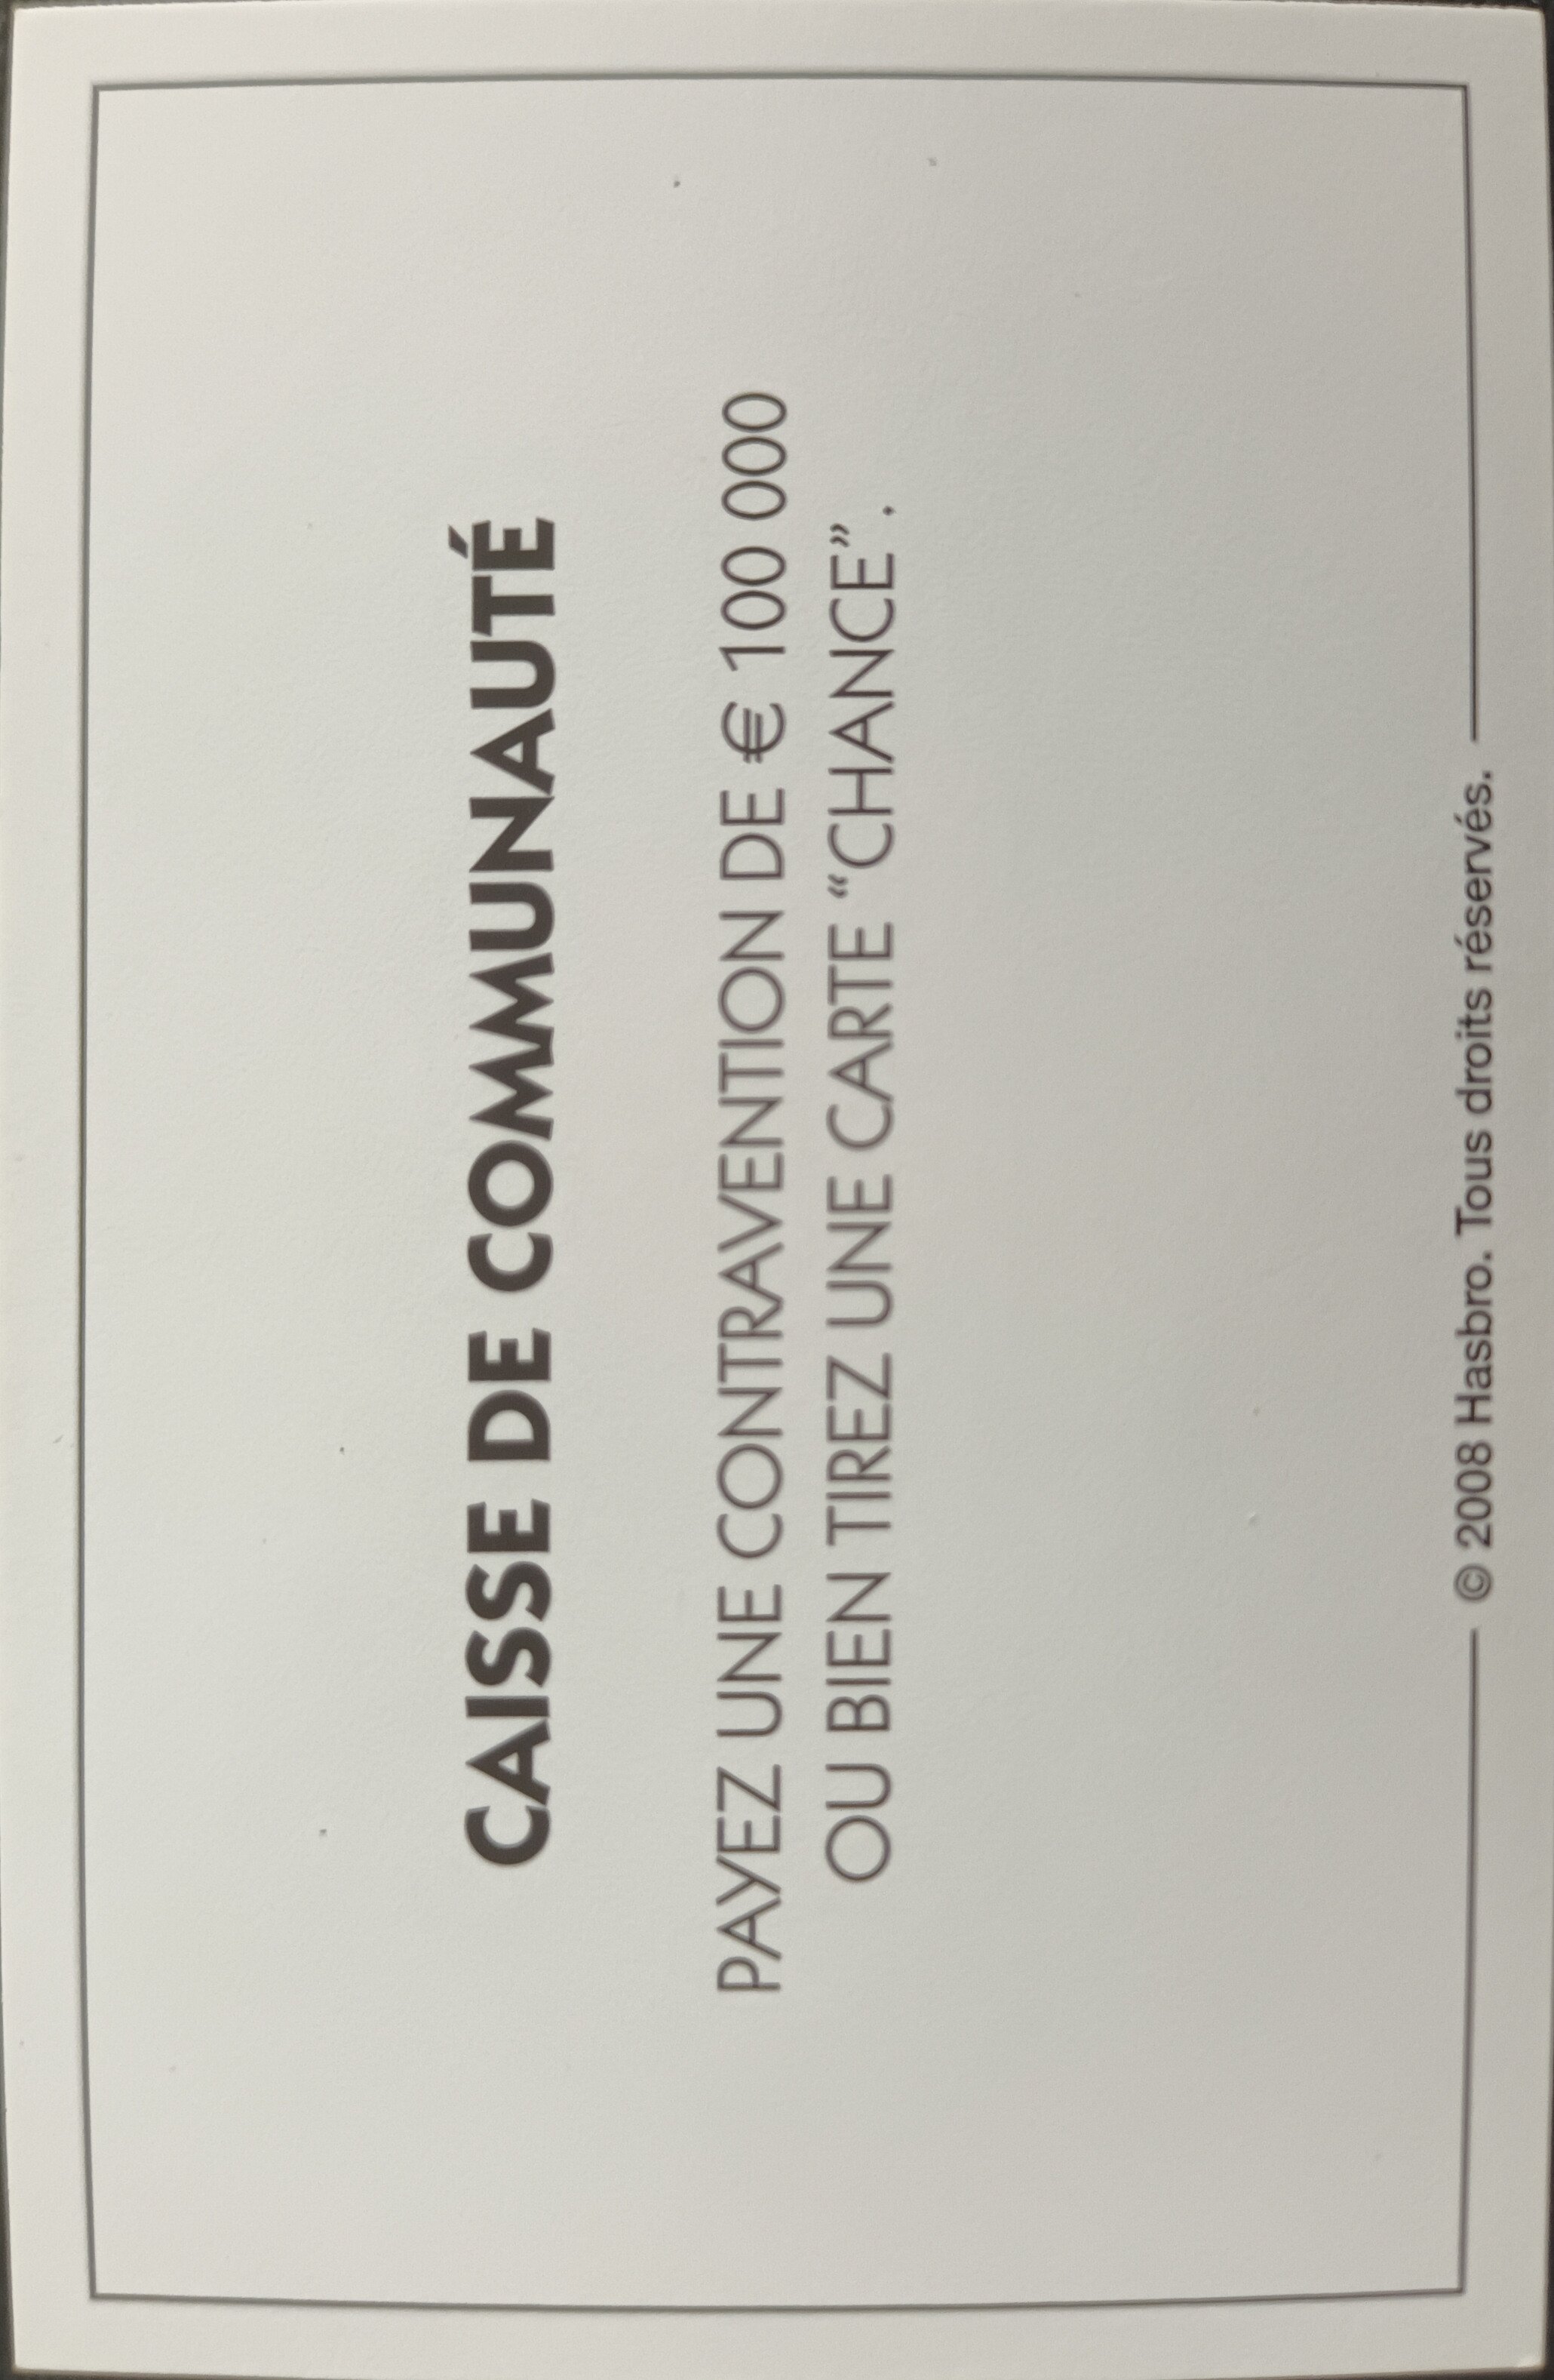 CAISSE DE COMMUNAUTÉ
PAYEZ UNE CONTRAVENTION DE € 100 000
OU BIEN TIREZ UNE CARTE “CHANCE”.
© 2008 Hasbro. Tous droits réservés.